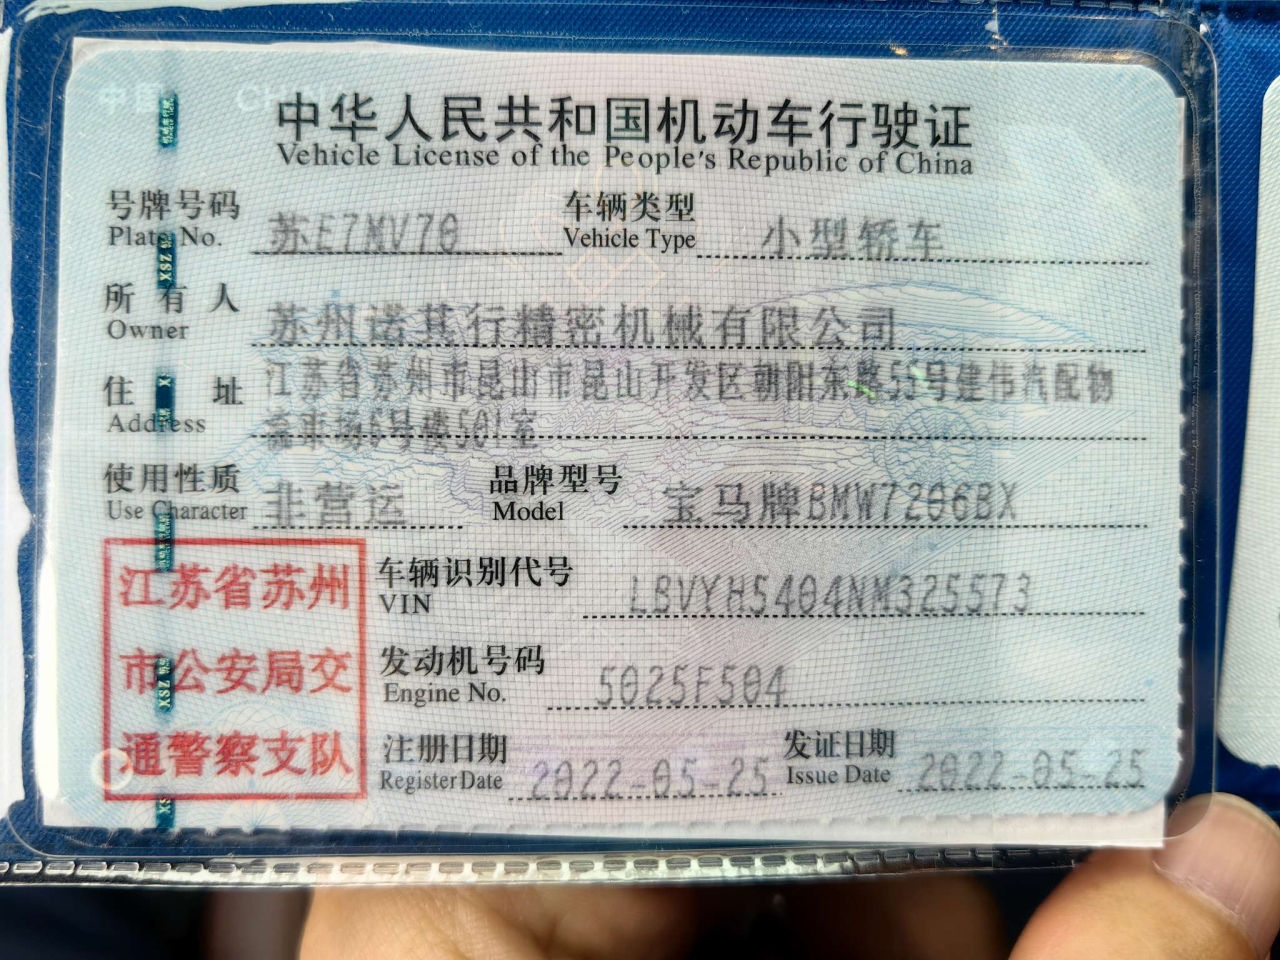 中华人民共和国机动车行驶证
Vehicle License of the People's Republic of China
号牌号码 苏E7MV70 车辆类型 小型轿车
Plate No. Vehicle Type
所有人 苏州诺其行精密机械有限公司
Owner
住址 江苏省苏州市昆山市昆山开发区朝阳东路55号建伟汽配物
Address 流市场6号楼501室
使用性质 非营运 品牌型号 宝马牌BMW7206BX
Use Character Model
江苏省苏州
市公安局交
通警察支队
车辆识别代号 LBVYH5404NM325573
VIN
发动机号码 5025F504
Engine No.
注册日期 2022-05-25 发证日期 2022-05-25
Register Date Issue Date